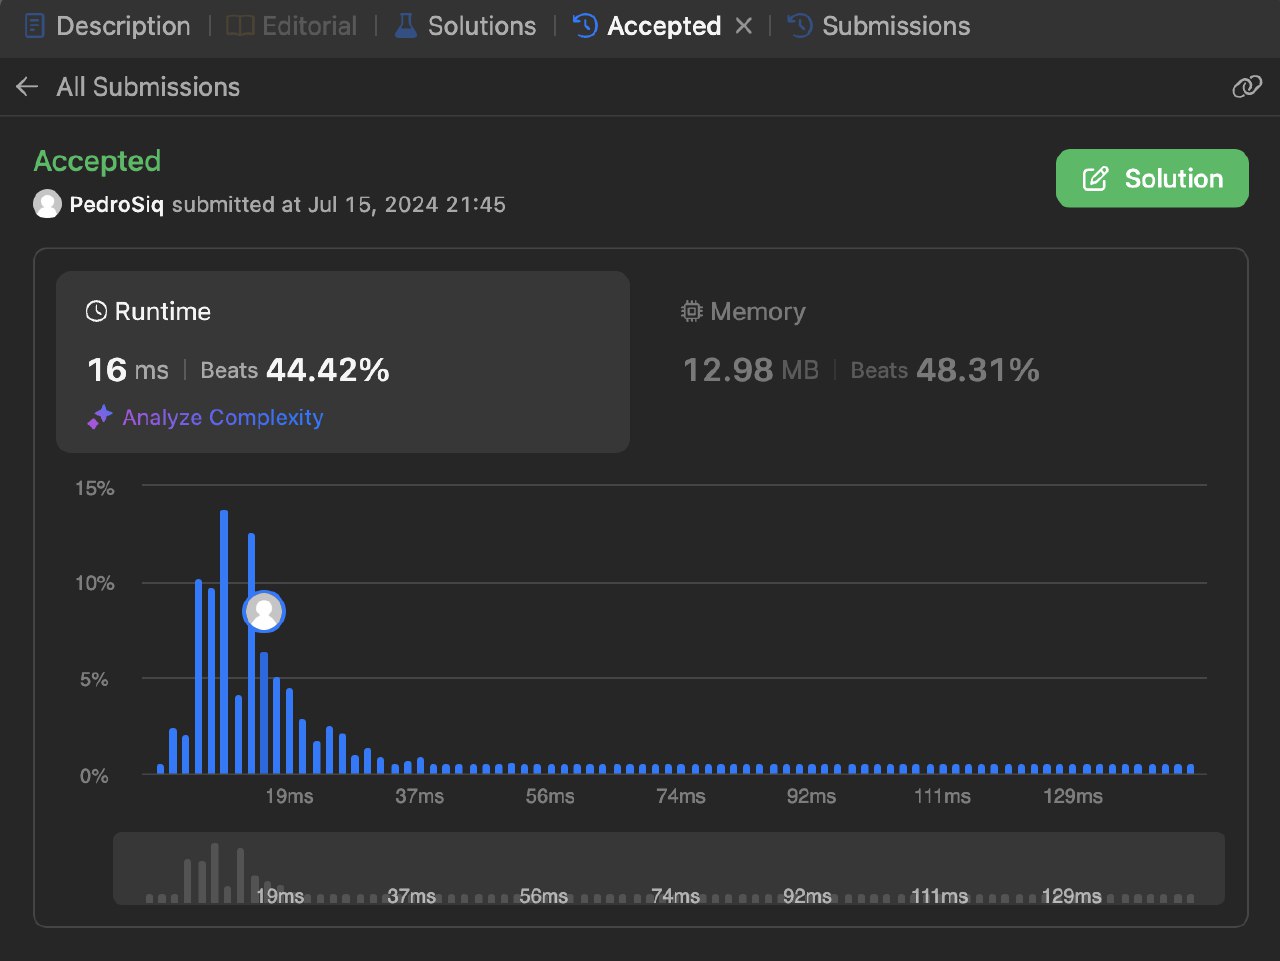 Description | Editorial | Solutions | Accepted × | Submissions
← All Submissions
Accepted
PedroSiq submitted at Jul 15, 2024 21:45
Solution
Runtime
16 ms | Beats 44.42%
Analyze Complexity
Memory
12.98 MB | Beats 48.31%
15%
10%
5%
0%
19ms 37ms 56ms 74ms 92ms 111ms 129ms
19ms 37ms 56ms 74ms 92ms 111ms 129ms